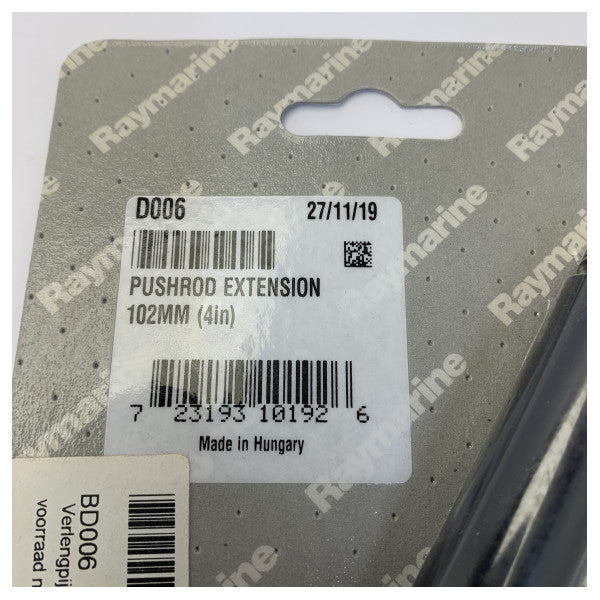 Raymarine
Raymarine
Raymarine
Raymarine
Raymarine
D006 27/11/19
PUSHROD EXTENSION
102MM (4in)
7 23193 10192 6
Made in Hungary
BD006
voorraad